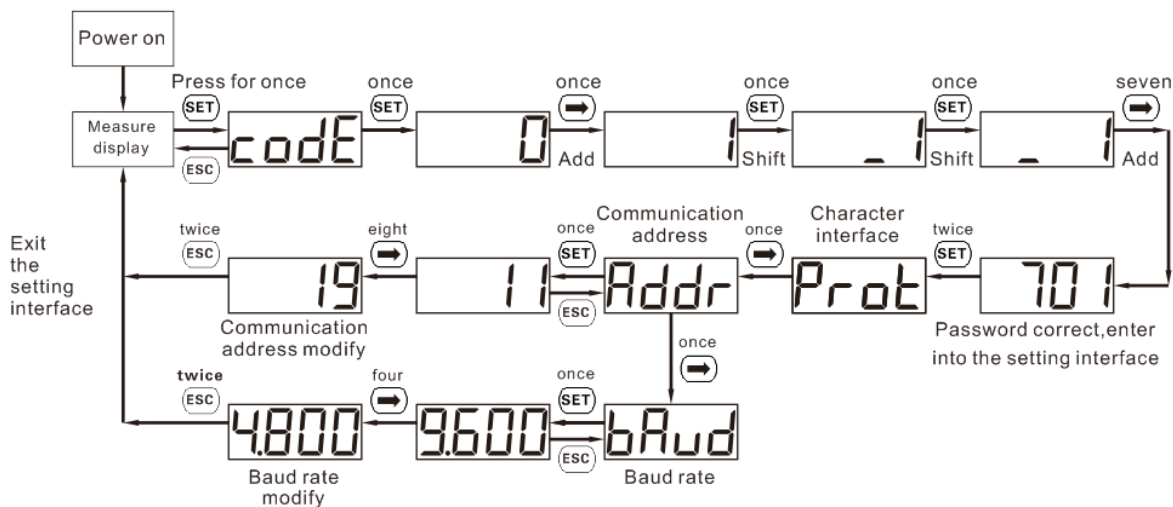 Power on
Press for once
once
once
once
once
seven
SET
SET
SET
SET
Measure
display
codE
0
1
_1
_ 1
ESC
Add
Shift
Shift
Add
Exit
the
setting
interface
twice
ESC
eight
once
SET
Communication
address
once
Character
interface
twice
SET
19
11
Addr
Prot
701
ESC
Communication
address modify
Password correct,enter
into the setting interface
once
twice
ESC
four
once
SET
4.800
9.600
bAud
ESC
Baud rate
modify
Baud rate